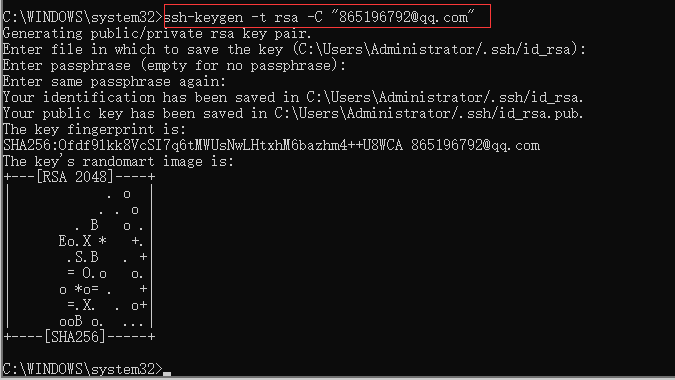 C:\WINDOWS\system32>ssh-keygen -t rsa -C "865196792@qq.com"
Generating public/private rsa key pair.
Enter file in which to save the key (C:\Users\Administrator/.ssh/id_rsa):
Enter passphrase (empty for no passphrase):
Enter same passphrase again:
Your identification has been saved in C:\Users\Administrator/.ssh/id_rsa.
Your public key has been saved in C:\Users\Administrator/.ssh/id_rsa.pub.
The key fingerprint is:
SHA256:Ofdf91kk8VcSI7q6tMWUsNwLHtxhM6bazhm4++U8WCA 865196792@qq.com
The key's randomart image is:
+---[RSA 2048]----+
|            . o  |
|           . . o |
|        . B   o .|
|      Eo.X *   +.|
|       .S.B   . +|
|       = O.o   o.|
|      o *o= .   +|
|       =.X.  . o+|
|      ooB o.  ...|
+----[SHA256]-----+
C:\WINDOWS\system32>